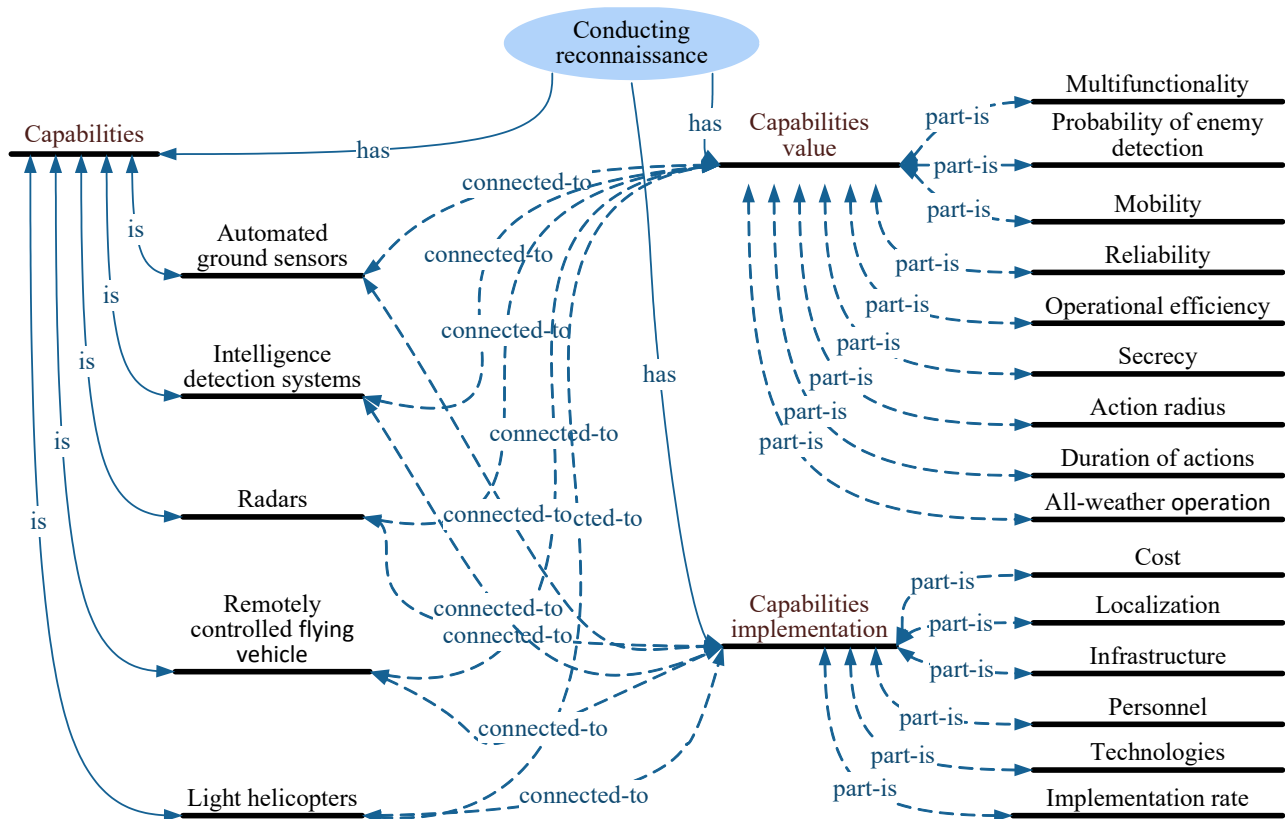 Conducting
reconnaissance
Capabilities
has
is
Automated
ground sensors
is
Intelligence
detection systems
is
Radars
is
Remotely
controlled flying
vehicle
is
Light helicopters
has
Capabilities
value
connected-to
connected-to
connected-to
connected-to
connected-to
cted-to
has
connected-to
connected-to
connected-to
connected-to
Capabilities
implementation
part-is
Multifunctionality
part-is
Probability of enemy
detection
part-is
Mobility
part-is
Reliability
part-is
Operational efficiency
part-is
Secrecy
part-is
Action radius
part-is
Duration of actions
part-is
All-weather operation
part-is
Cost
part-is
Localization
part-is
Infrastructure
part-is
Personnel
part-is
Technologies
part-is
Implementation rate